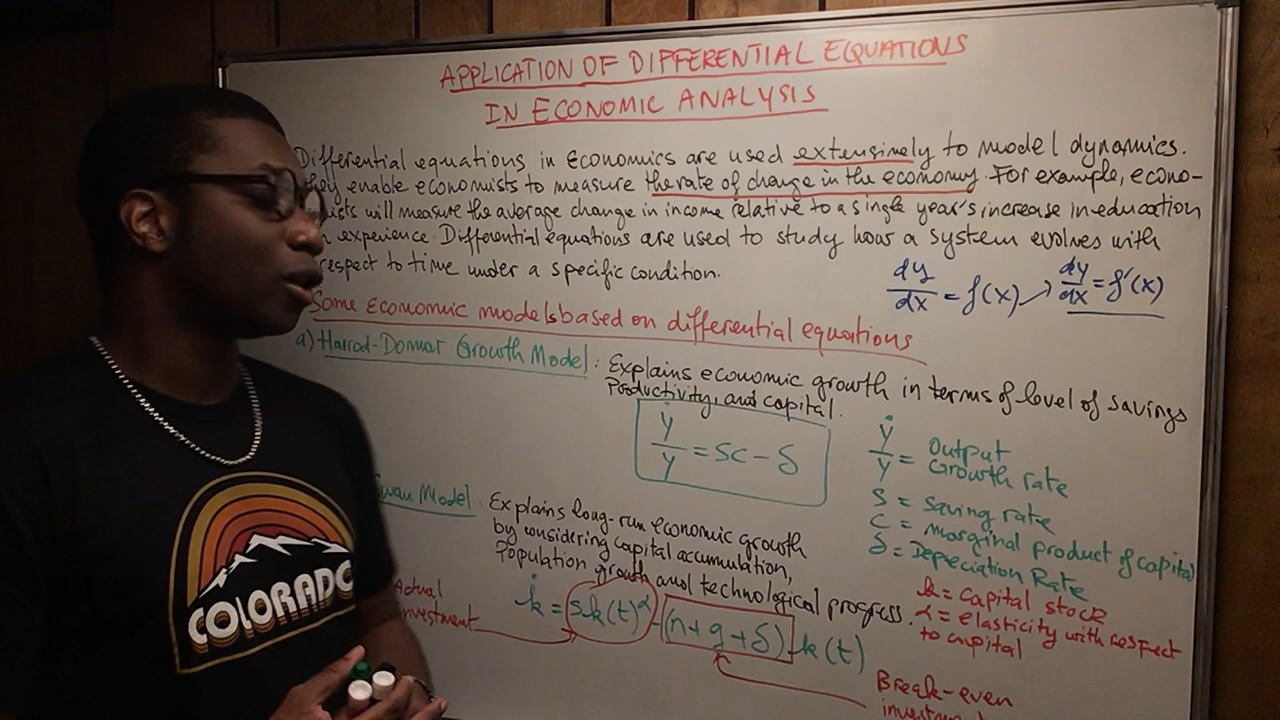 APPLICATION OF DIFFERENTIAL EQUATIONS
IN ECONOMIC ANALYSIS
Differential equations in Economics are used extensively to model dynamics.
they enable economists to measure the rate of change in the economy. For example, econo-
ists will measure the average change in income relative to a single year's increase in education
experience. Differential equations are used to study how a system evolves with
respect to time under a specific condition.
dy/dx = f(x) → dy/dx = f'(x)
Some Economic models based on differential equations
a) Harrod-Domar Growth Model : Explains economic growth in terms of level of savings
Productivity, and capital.
Ẏ/Y = sc - δ
Ẏ/Y = Output Growth rate
S = Saving rate
C = marginal product of capital
δ = Depreciation Rate
Swan Model Explains long-run economic growth
by considering capital accumulation,
Population growth and technological progress.
Actual
investment
k̇ = sk(t)^α - (n+g+δ) k(t)
k = Capital stock
α = elasticity with respect
to capital
Break-even
COLORADO